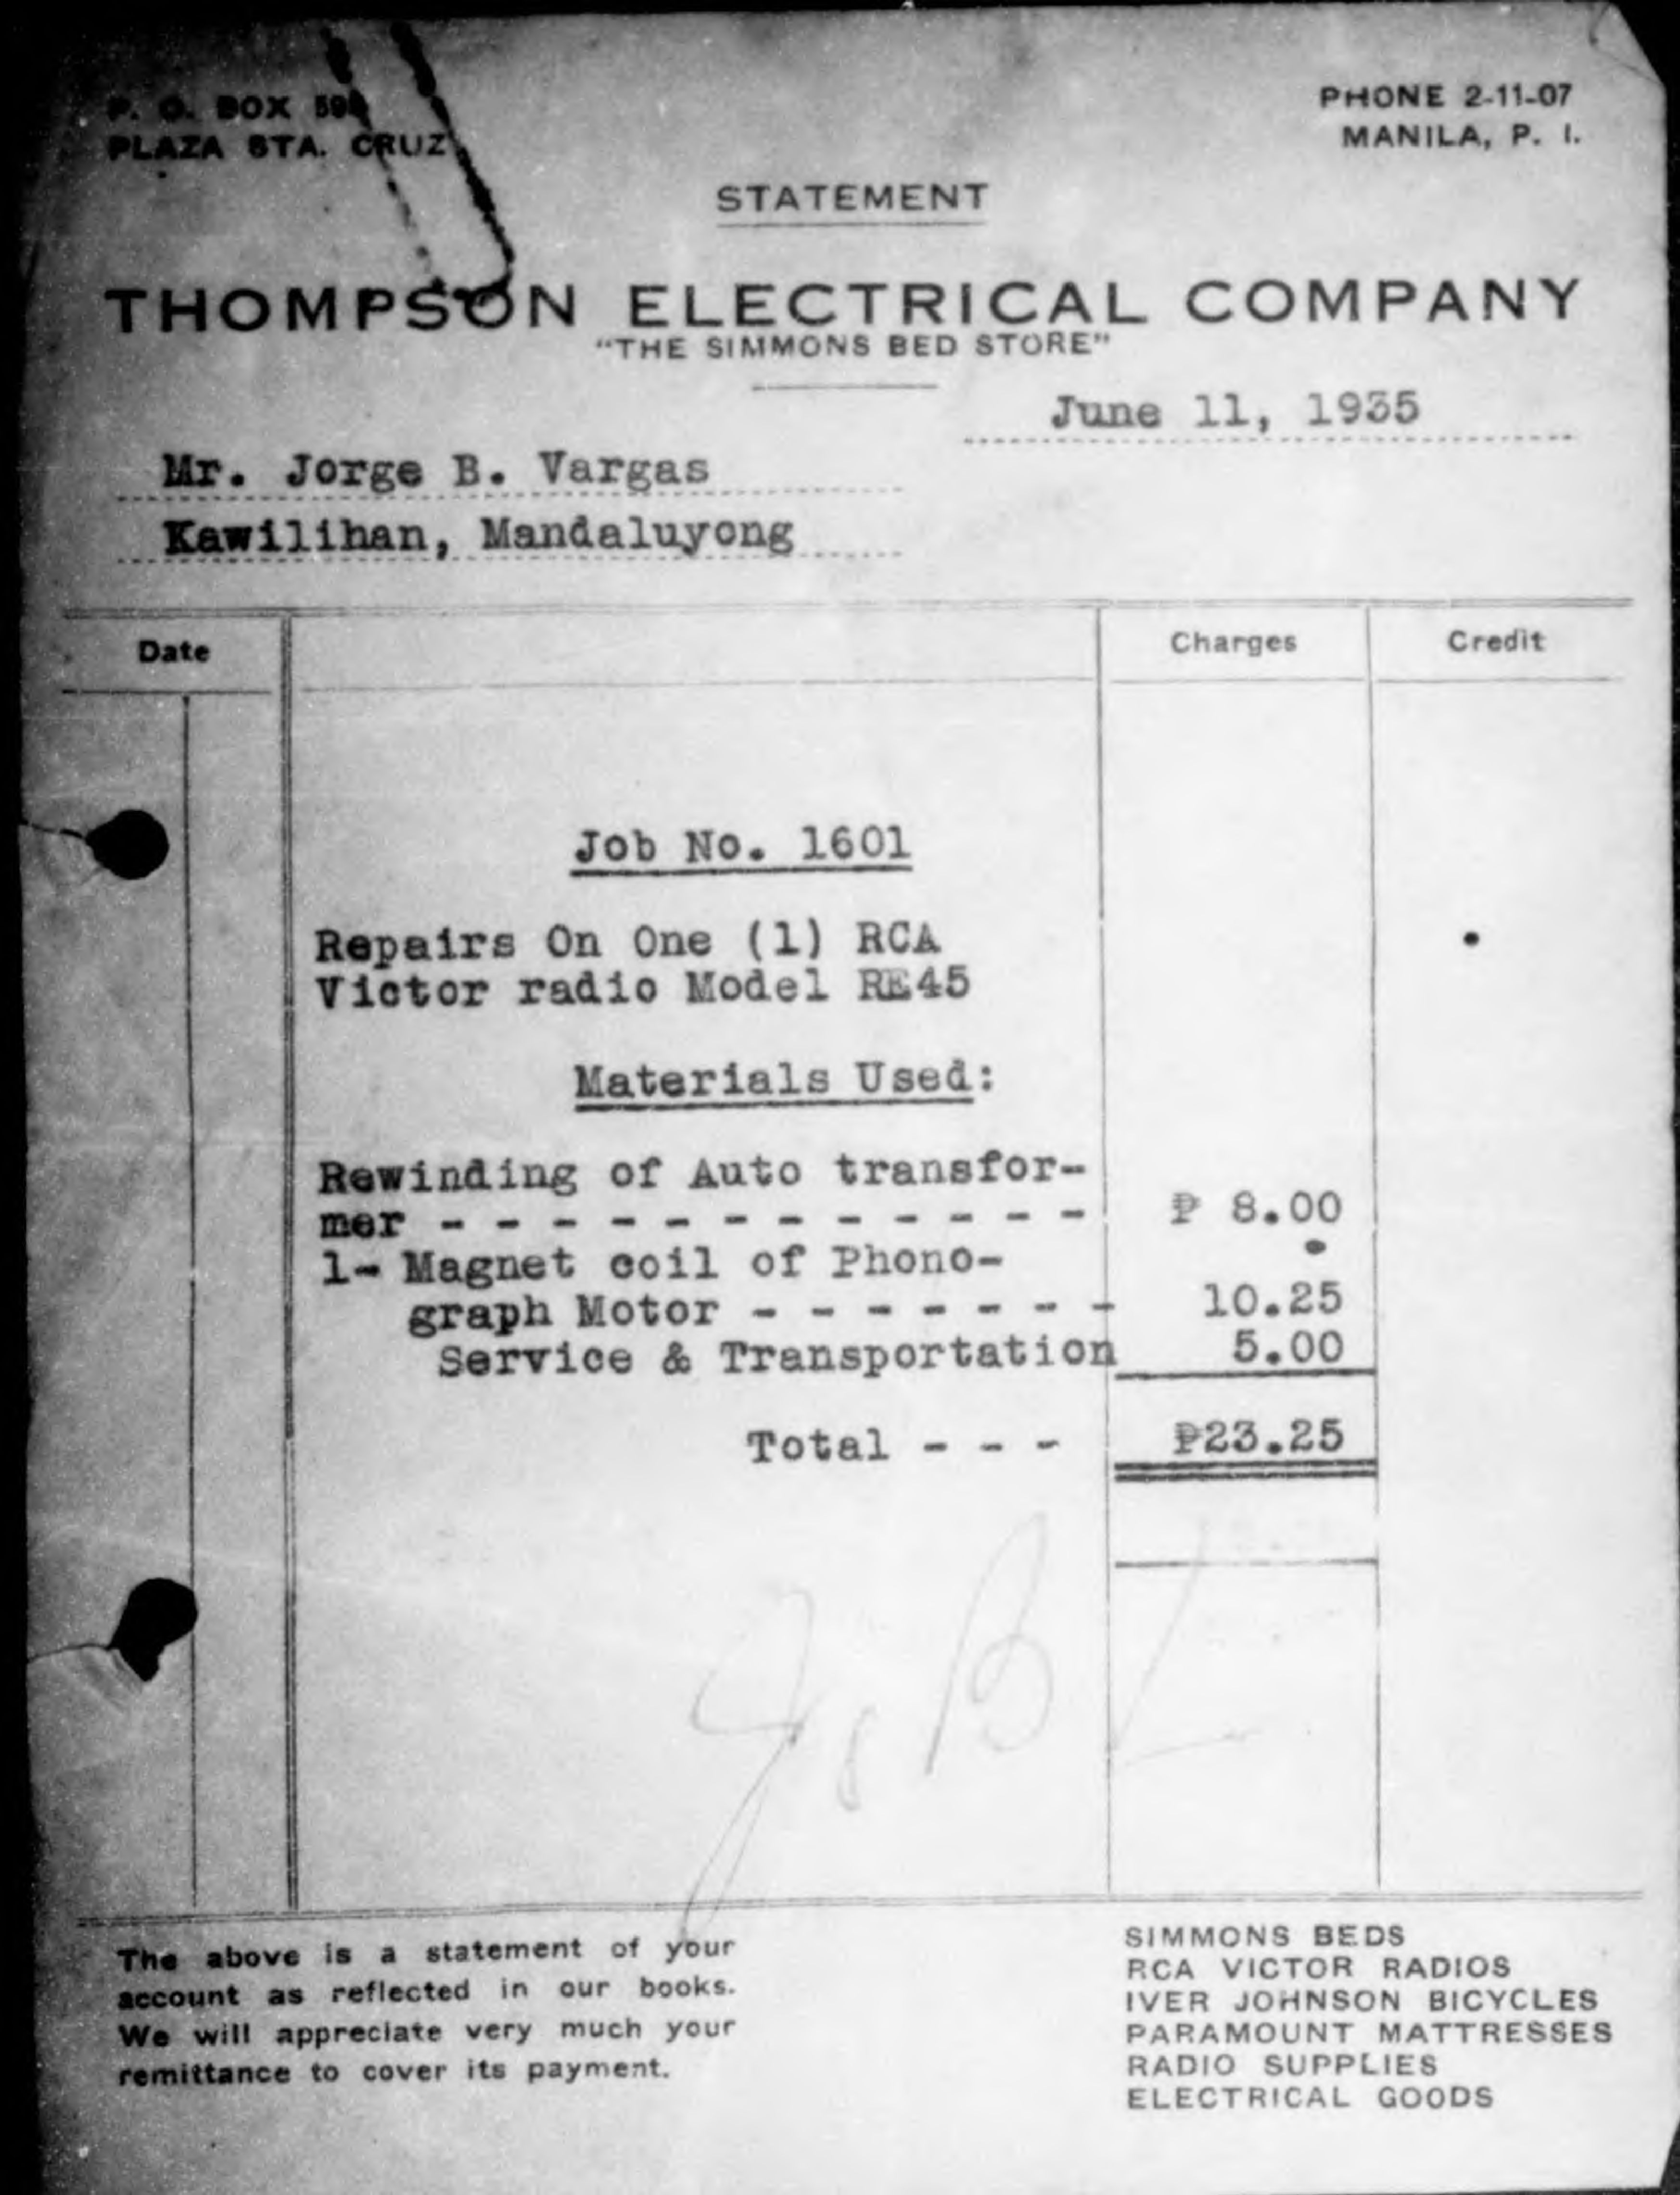 P. O. BOX
PLAZA STA. CRUZ
PHONE 2-11-07
MANILA, P. I.
STATEMENT
THOMPSON ELECTRICAL COMPANY
"THE SIMMONS BED STORE"
June 11, 1935
Mr. Jorge B. Vargas
Kawilihan, Mandaluyong
Date Charges Credit
Job No. 1601
Repairs On One (1) RCA
Victor radio Model RE45
Materials Used:
Rewinding of Auto transfor-
mer - - - - - - - - - - - - ₱ 8.00
1- Magnet coil of Phono-
graph Motor - - - - - - - 10.25
Service & Transportation 5.00
Total - - - ₱23.25
The above is a statement of your
account as reflected in our books.
We will appreciate very much your
remittance to cover its payment.
SIMMONS BEDS
RCA VICTOR RADIOS
IVER JOHNSON BICYCLES
PARAMOUNT MATTRESSES
RADIO SUPPLIES
ELECTRICAL GOODS